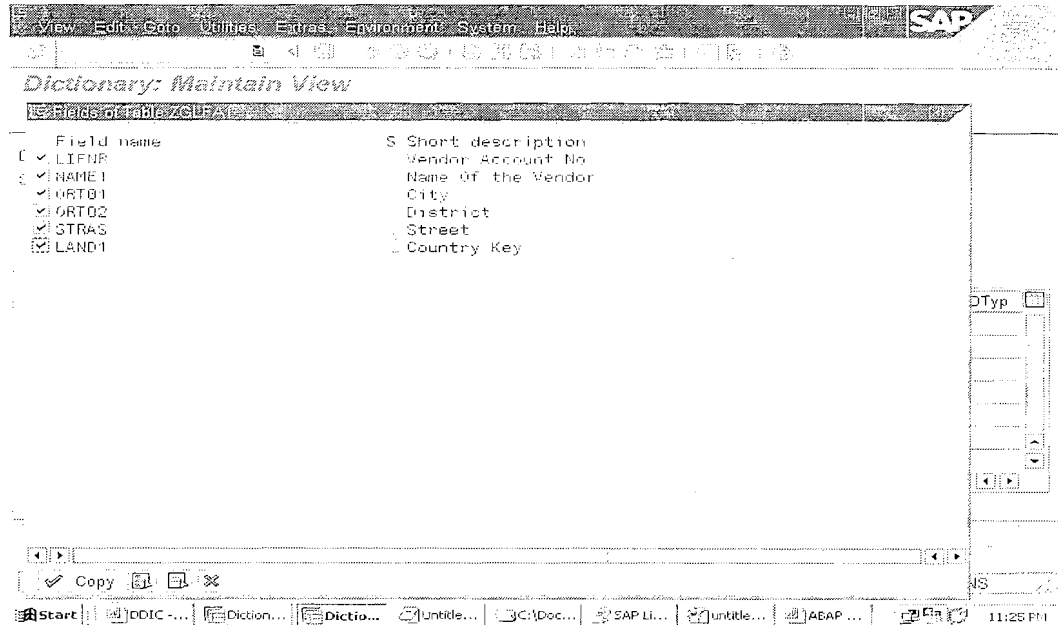 View Edit Goto Utilities Extras Environment System Help
SAP
Dictionary: Maintain View
Fields of Table ZGLFA1
Field name S Short description
LIFNR Vendor Account No
NAME1 Name Of the Vendor
ORT01 City
ORT02 District
STRAS Street
LAND1 Country Key
DTyp
Copy
NS
Start DDIC -... Diction... Dictio... Untitle... C:\Doc... SAP Li... untitle... ABAP ... 11:25 PM